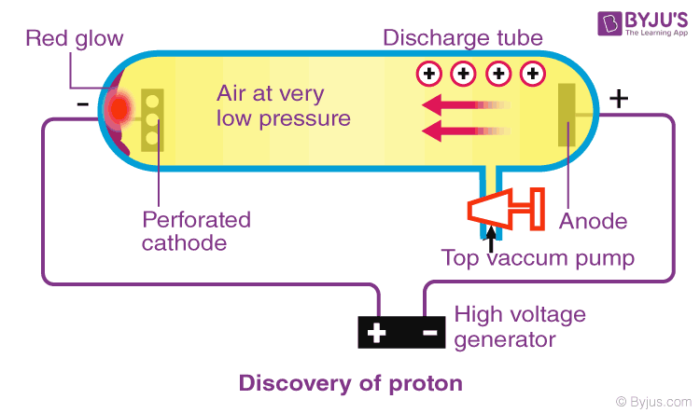 BYJU'S
The Learning App
Red glow
Discharge tube
-
+ + + +
+
Air at very
low pressure
Perforated
cathode
Anode
Top vaccum pump
+ -
High voltage
generator
Discovery of proton
© Byjus.com